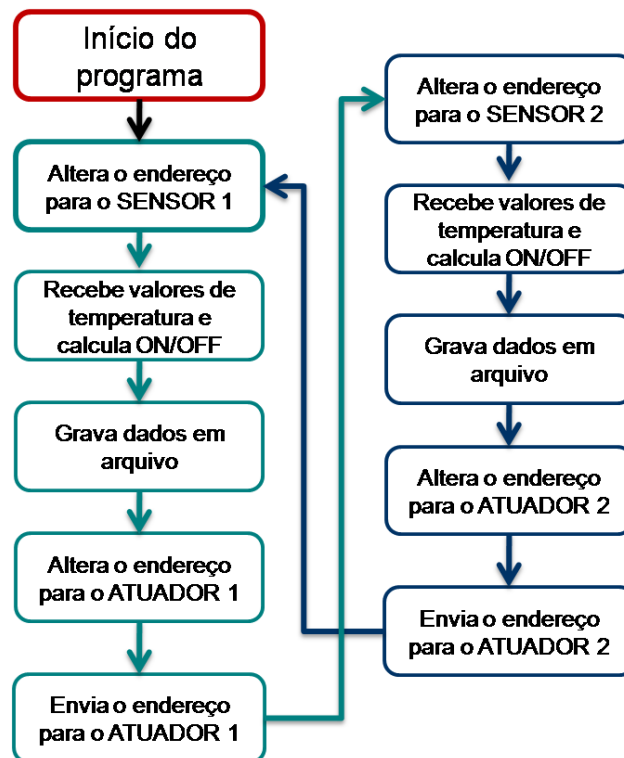 Início do
programa
Altera o endereço
para o SENSOR 1
Recebe valores de
temperatura e
calcula ON/OFF
Grava dados em
arquivo
Altera o endereço
para o ATUADOR 1
Envia o endereço
para o ATUADOR 1
Altera o endereço
para o SENSOR 2
Recebe valores de
temperatura e
calcula ON/OFF
Grava dados em
arquivo
Altera o endereço
para o ATUADOR 2
Envia o endereço
para o ATUADOR 2